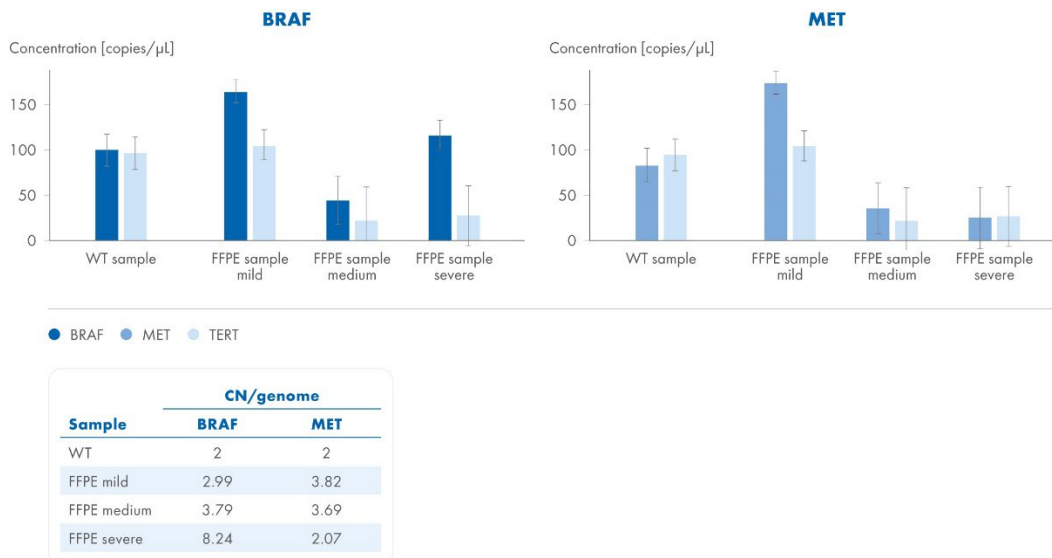 BRAF
Concentration [copies/µL]
150
100
50
0
WT sample
FFPE sample
mild
FFPE sample
medium
FFPE sample
severe
MET
Concentration [copies/µL]
150
100
50
0
WT sample
FFPE sample
mild
FFPE sample
medium
FFPE sample
severe
BRAF MET TERT
CN/genome
Sample BRAF MET
WT 2 2
FFPE mild 2.99 3.82
FFPE medium 3.79 3.69
FFPE severe 8.24 2.07